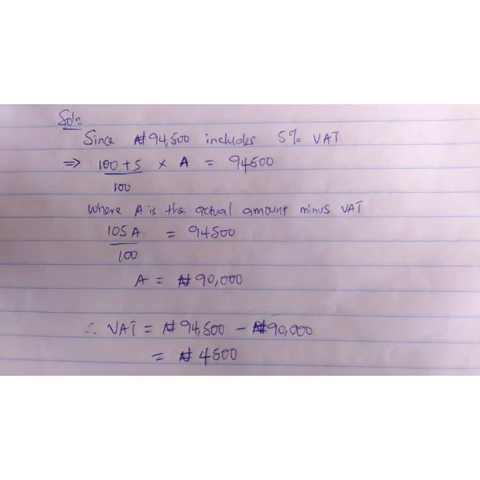 Soln
Since ₦94,500 includes 5% VAT
⇒ 100+5/100 × A = 94500
where A is the actual amount minus VAT
105A/100 = 94500
A = ₦90,000
∴ VAT = ₦94,500 - ₦90,000
= ₦4500